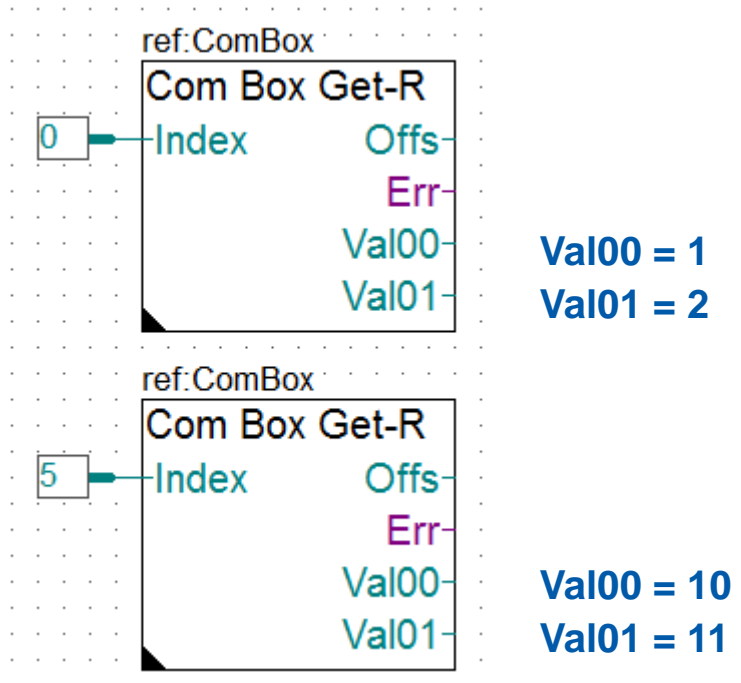 ref:ComBox
Com Box Get-R
0 Index Offs
Err
Val00 Val00 = 1
Val01 Val01 = 2
ref:ComBox
Com Box Get-R
5 Index Offs
Err
Val00 Val00 = 10
Val01 Val01 = 11